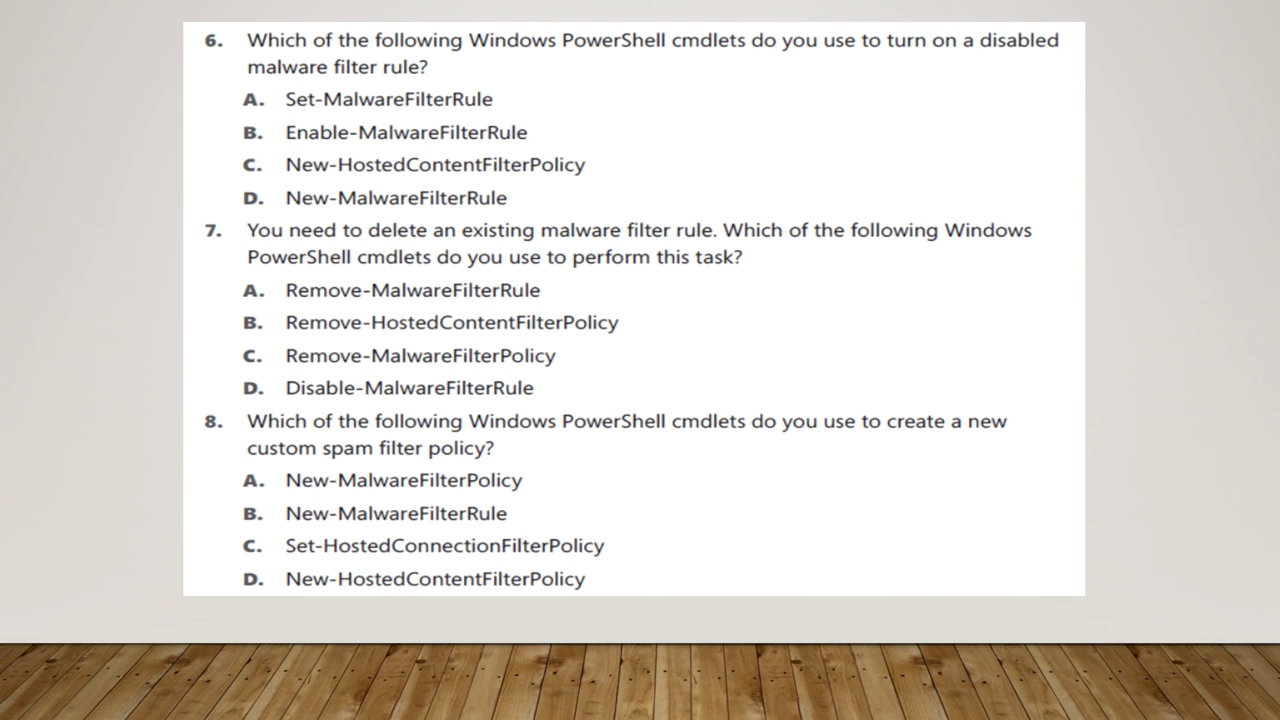 6. Which of the following Windows PowerShell cmdlets do you use to turn on a disabled
malware filter rule?
A. Set-MalwareFilterRule
B. Enable-MalwareFilterRule
C. New-HostedContentFilterPolicy
D. New-MalwareFilterRule
7. You need to delete an existing malware filter rule. Which of the following Windows
PowerShell cmdlets do you use to perform this task?
A. Remove-MalwareFilterRule
B. Remove-HostedContentFilterPolicy
C. Remove-MalwareFilterPolicy
D. Disable-MalwareFilterRule
8. Which of the following Windows PowerShell cmdlets do you use to create a new
custom spam filter policy?
A. New-MalwareFilterPolicy
B. New-MalwareFilterRule
C. Set-HostedConnectionFilterPolicy
D. New-HostedContentFilterPolicy